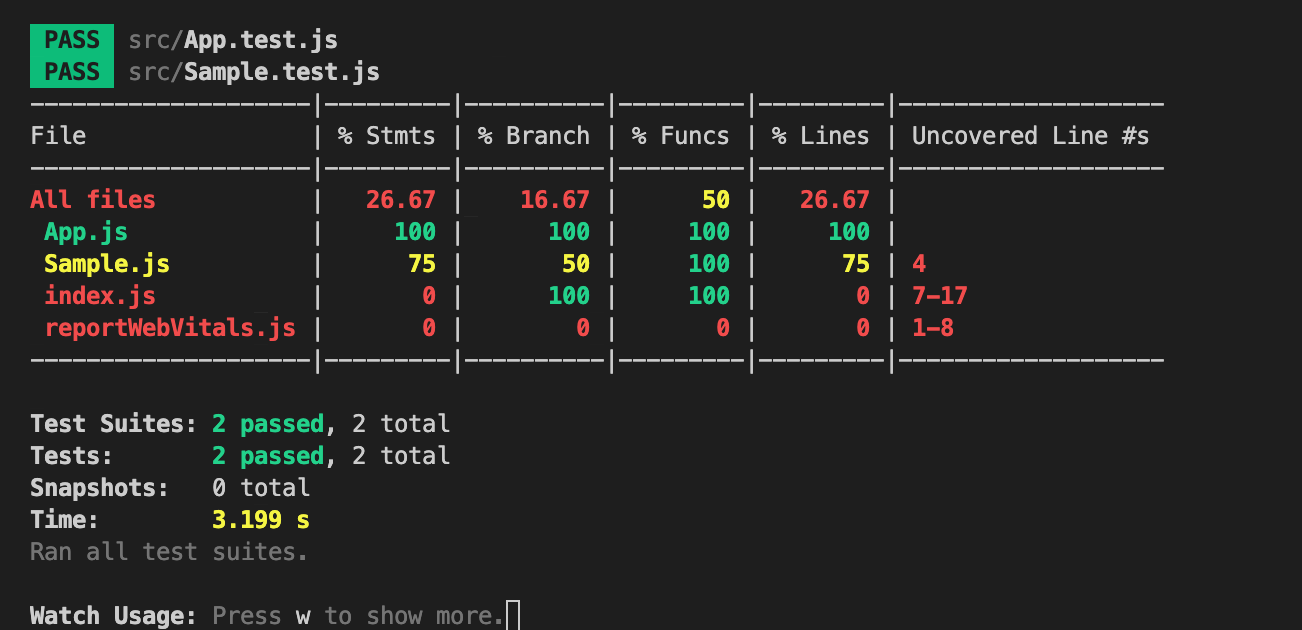 PASS src/App.test.js
PASS src/Sample.test.js
--------------------|---------|----------|---------|---------|-------------------
File                | % Stmts | % Branch | % Funcs | % Lines | Uncovered Line #s
--------------------|---------|----------|---------|---------|-------------------
All files           |   26.67 |    16.67 |      50 |   26.67 |
 App.js             |     100 |      100 |     100 |     100 |
 Sample.js          |      75 |       50 |     100 |      75 | 4
 index.js           |       0 |      100 |     100 |       0 | 7-17
 reportWebVitals.js |       0 |        0 |       0 |       0 | 1-8
--------------------|---------|----------|---------|---------|-------------------
Test Suites: 2 passed, 2 total
Tests:       2 passed, 2 total
Snapshots:   0 total
Time:        3.199 s
Ran all test suites.
Watch Usage: Press w to show more.